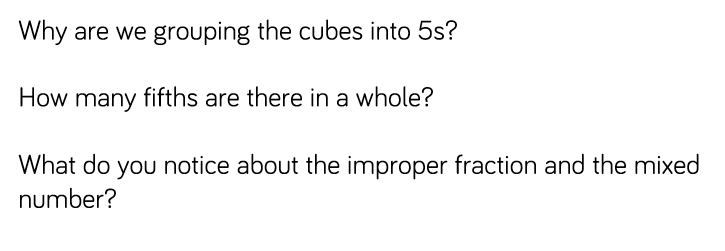 Why are we grouping the cubes into 5s?
How many fifths are there in a whole?
What do you notice about the improper fraction and the mixed
number?